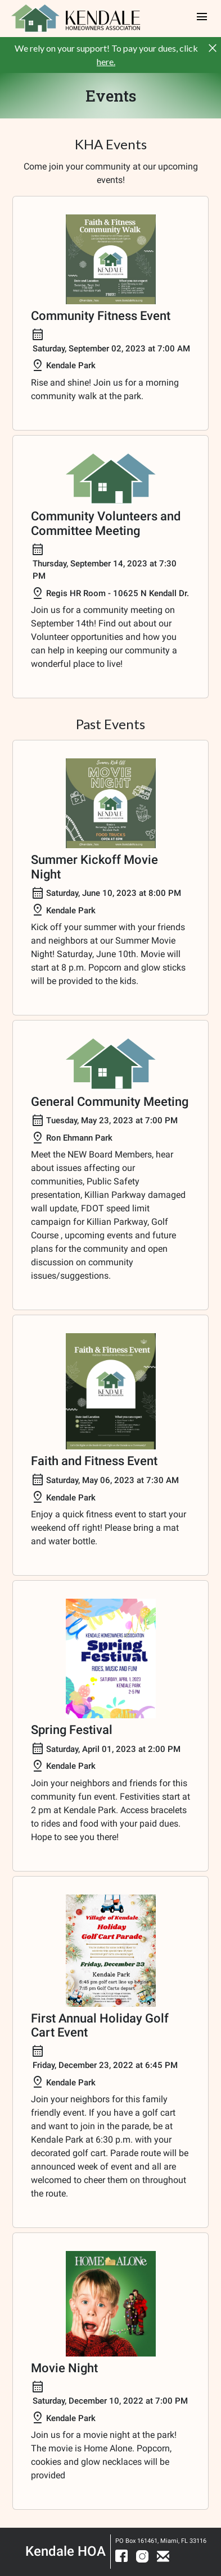 KENDALE
HOMEOWNERS ASSOCIATION
We rely on your support! To pay your dues, click
here.
Events
KHA Events
Come join your community at our upcoming
events!
Faith & Fitness
Community Walk
KENDALE
Community Fitness Event
Saturday, September 02, 2023 at 7:00 AM
Kendale Park
Rise and shine! Join us for a morning
community walk at the park.
Community Volunteers and
Committee Meeting
Thursday, September 14, 2023 at 7:30
PM
Regis HR Room - 10625 N Kendall Dr.
Join us for a community meeting on
September 14th! Find out about our
Volunteer opportunities and how you
can help in keeping our community a
wonderful place to live!
Past Events
MOVIE
NIGHT
KENDALE
FOOD TRUCKS
Summer Kickoff Movie
Night
Saturday, June 10, 2023 at 8:00 PM
Kendale Park
Kick off your summer with your friends
and neighbors at our Summer Movie
Night! Saturday, June 10th. Movie will
start at 8 p.m. Popcorn and glow sticks
will be provided to the kids.
General Community Meeting
Tuesday, May 23, 2023 at 7:00 PM
Ron Ehmann Park
Meet the NEW Board Members, hear
about issues affecting our
communities, Public Safety
presentation, Killian Parkway damaged
wall update, FDOT speed limit
campaign for Killian Parkway, Golf
Course , upcoming events and future
plans for the community and open
discussion on community
issues/suggestions.
Faith & Fitness Event
KENDALE
Faith and Fitness Event
Saturday, May 06, 2023 at 7:30 AM
Kendale Park
Enjoy a quick fitness event to start your
weekend off right! Please bring a mat
and water bottle.
KENDALE HOMEOWNERS ASSOCIATION
Spring
Festival
RIDES, MUSIC AND FUN!
SATURDAY, APRIL 1, 2023
KENDALE PARK
2-5 PM
Spring Festival
Saturday, April 01, 2023 at 2:00 PM
Kendale Park
Join your neighbors and friends for this
community fun event. Festivities start at
2 pm at Kendale Park. Access bracelets
to rides and food with your paid dues.
Hope to see you there!
Village of Kendale
Holiday
Golf Cart Parade
Friday, December 23
Kendale Park
First Annual Holiday Golf
Cart Event
Friday, December 23, 2022 at 6:45 PM
Kendale Park
Join your neighbors for this family
friendly event. If you have a golf cart
and want to join in the parade, be at
Kendale Park at 6:30 p.m. with your
decorated golf cart. Parade route will be
announced week of event and all are
welcomed to cheer them on throughout
the route.
HOME ALONE
Movie Night
Saturday, December 10, 2022 at 7:00 PM
Kendale Park
Join us for a movie night at the park!
The movie is Home Alone. Popcorn,
cookies and glow necklaces will be
provided
Kendale HOA
PO Box 161461, Miami, FL 33116